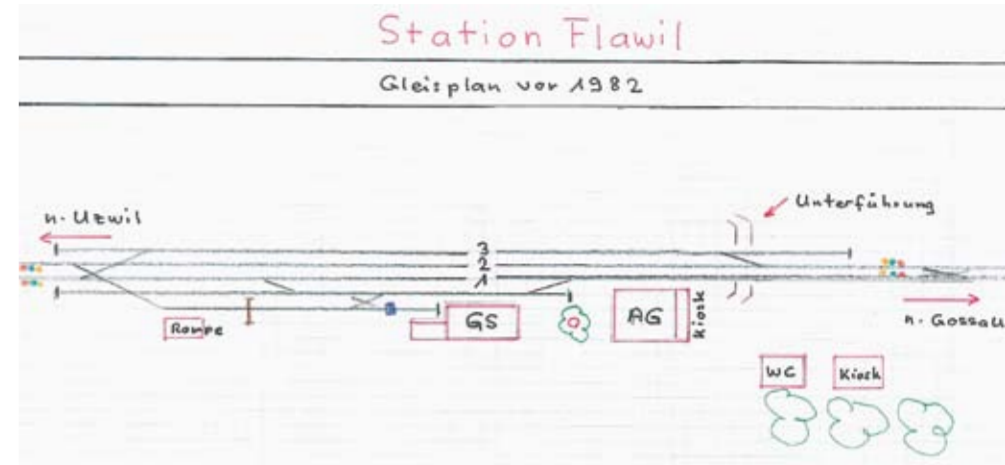 Station Flawil
Gleisplan vor 1982
n. Uzwil
Unterführung
3
2
1
Rampe
GS
AG
Kiosk
n. Gossau
WC
Kiosk